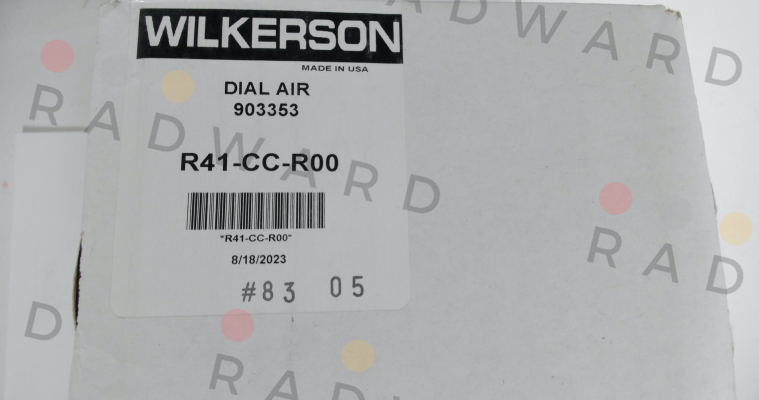 WILKERSON
MADE IN USA
DIAL AIR
903353
R41-CC-R00
"R41-CC-R00"
8/18/2023
#83 05
RADWARD
RADWARD
RAD
D
RAD